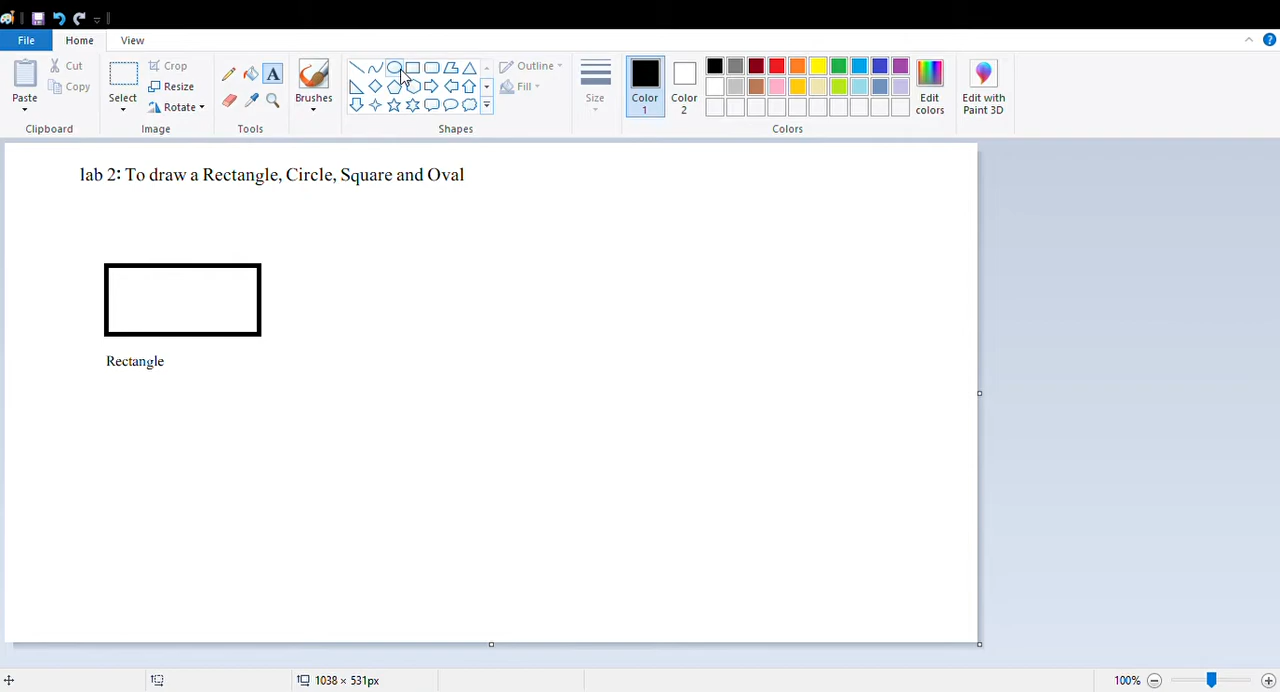 File Home View
Paste
Cut
Copy
Clipboard
Select
Crop
Resize
Rotate
Image
A
Tools
Brushes
Shapes
Outline
Fill
Size
Color 1
Color 2
Colors
Edit colors
Edit with Paint 3D
?
lab 2: To draw a Rectangle, Circle, Square and Oval
Rectangle
1038 × 531px
100%